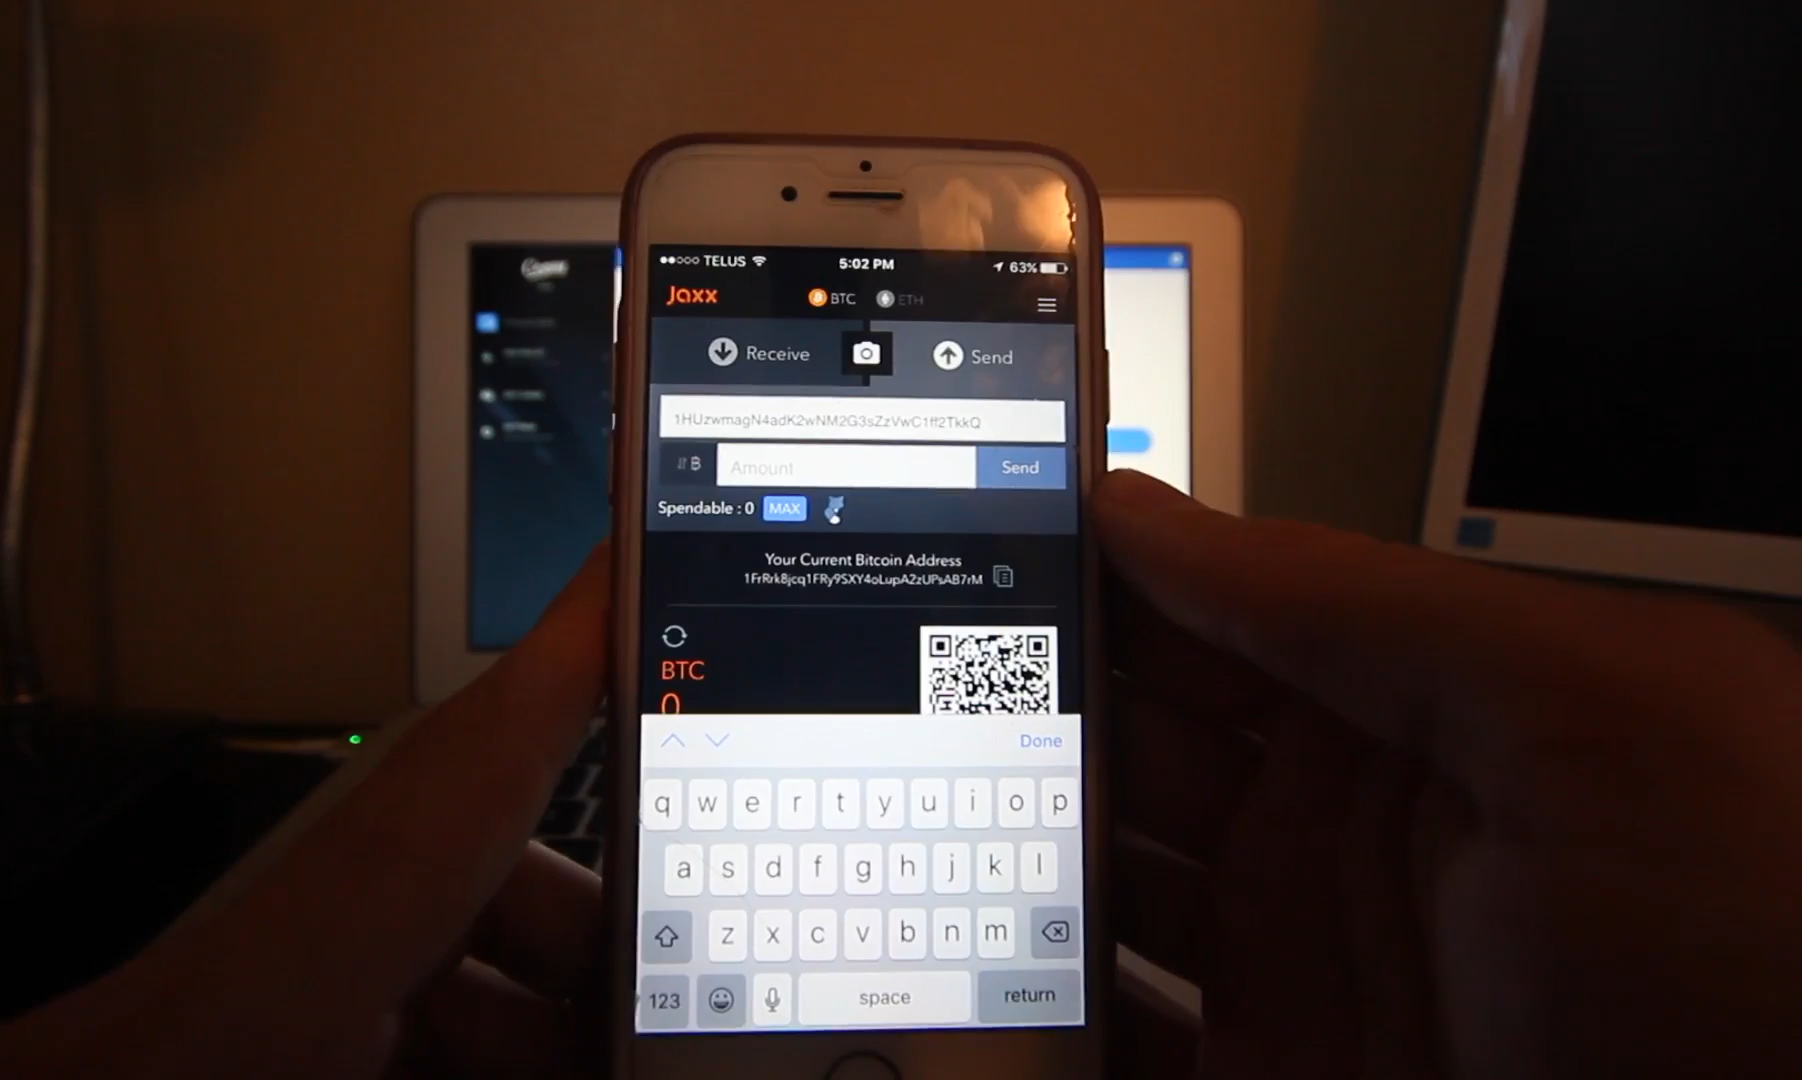 TELUS 5:02 PM 63%
Jaxx BTC ETH
Receive Send
1HUzwmagN4adK2wNM2G3sZzVwC1ff2TkkQ
B Amount Send
Spendable : 0 MAX
Your Current Bitcoin Address
1FrRrk8jcq1FRy9SXY4oLupA2zUPsAB7rM
BTC
0
Done
q w e r t y u i o p
a s d f g h j k l
z x c v b n m
123 space return